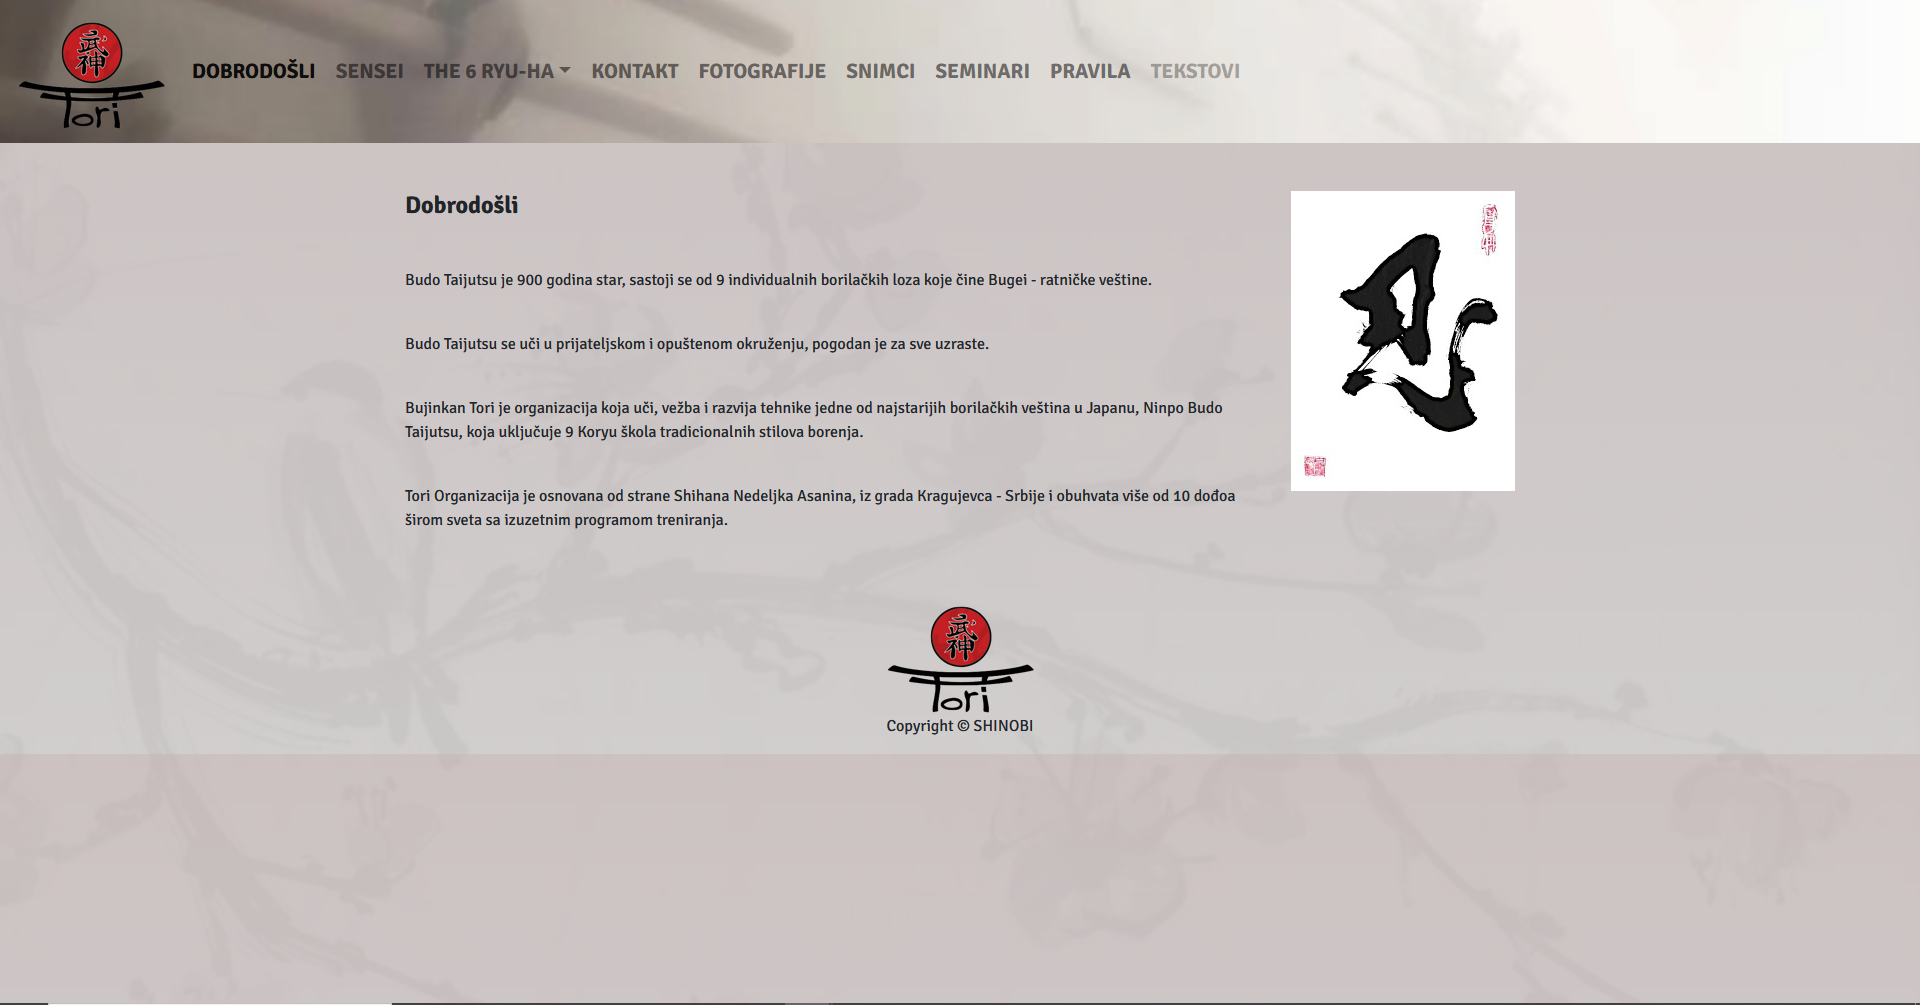 武神
Tori
DOBRODOŠLI SENSEI THE 6 RYU-HA KONTAKT FOTOGRAFIJE SNIMCI SEMINARI PRAVILA TEKSTOVI
Dobrodošli
Budo Taijutsu je 900 godina star, sastoji se od 9 individualnih borilačkih loza koje čine Bugei - ratničke veštine.
Budo Taijutsu se uči u prijateljskom i opuštenom okruženju, pogodan je za sve uzraste.
Bujinkan Tori je organizacija koja uči, vežba i razvija tehnike jedne od najstarijih borilačkih veština u Japanu, Ninpo Budo
Taijutsu, koja uključuje 9 Koryu škola tradicionalnih stilova borenja.
Tori Organizacija je osnovana od strane Shihana Nedeljka Asanina, iz grada Kragujevca - Srbije i obuhvata više od 10 dođoa
širom sveta sa izuzetnim programom treniranja.
忍
武神
Tori
Copyright © SHINOBI